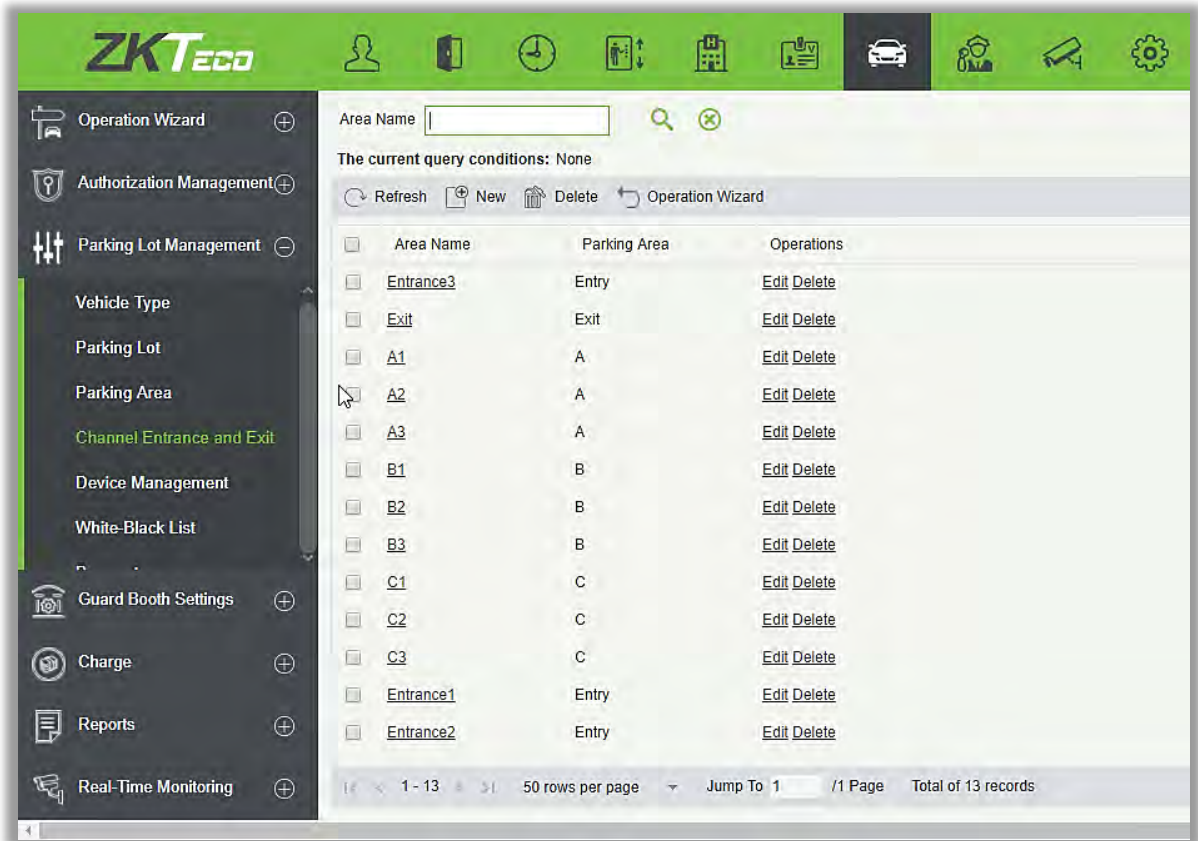 ZKTECO
Operation Wizard
Authorization Management
Parking Lot Management
Vehicle Type
Parking Lot
Parking Area
Channel Entrance and Exit
Device Management
White-Black List
Guard Booth Settings
Charge
Reports
Real-Time Monitoring
Area Name
The current query conditions: None
Refresh New Delete Operation Wizard
Area Name Parking Area Operations
Entrance3 Entry Edit Delete
Exit Exit Edit Delete
A1 A Edit Delete
A2 A Edit Delete
A3 A Edit Delete
B1 B Edit Delete
B2 B Edit Delete
B3 B Edit Delete
C1 C Edit Delete
C2 C Edit Delete
C3 C Edit Delete
Entrance1 Entry Edit Delete
Entrance2 Entry Edit Delete
1 - 13 50 rows per page Jump To 1 /1 Page Total of 13 records